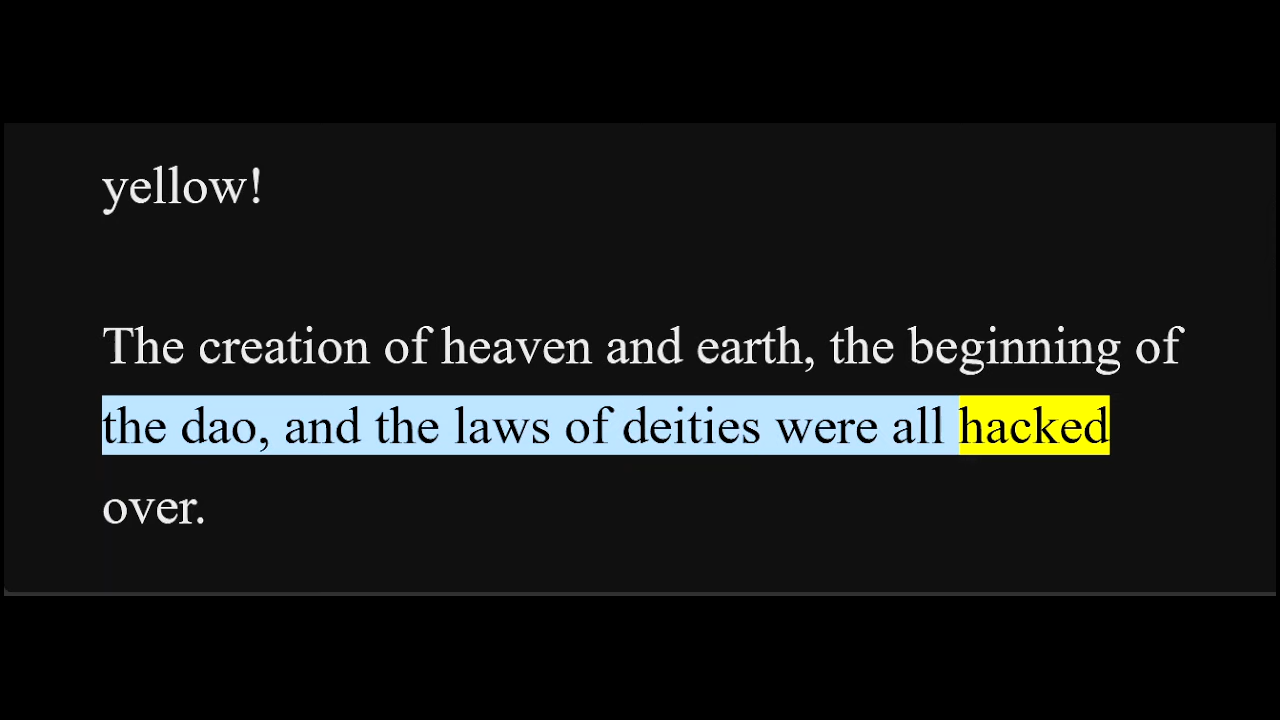 yellow!
The creation of heaven and earth, the beginning of
the dao, and the laws of deities were all hacked
over.